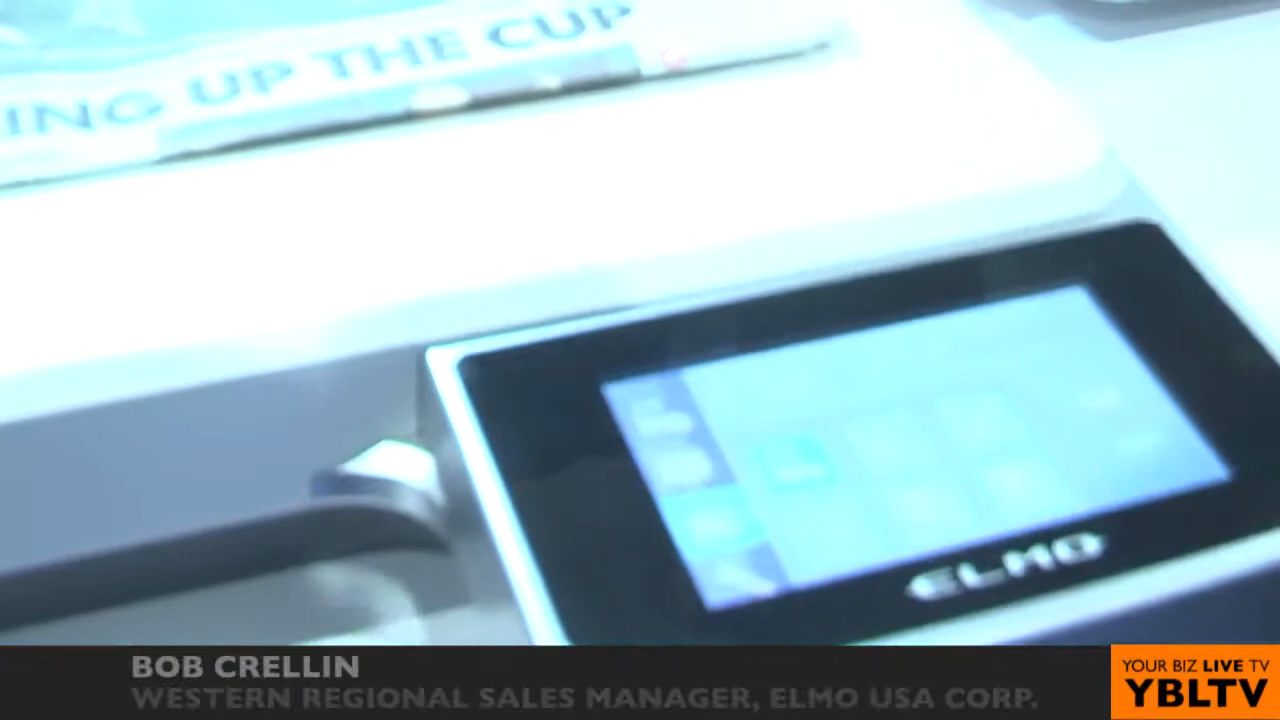 ING UP THE CUP
ELMO
BOB CRELLIN
WESTERN REGIONAL SALES MANAGER, ELMO USA CORP.
YOUR BIZ LIVE TV
YBLTV